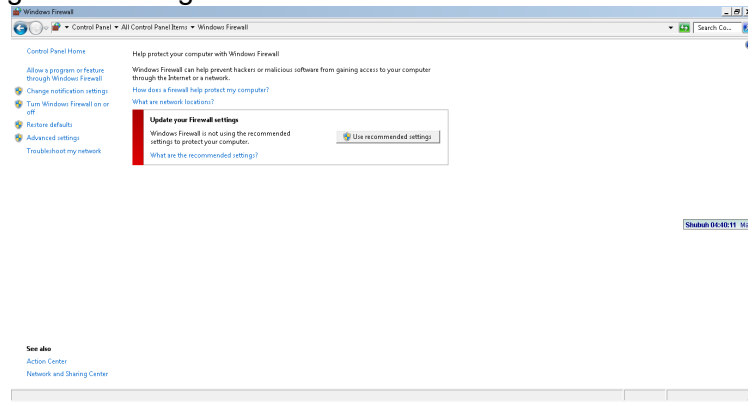 Windows Firewall
Control Panel ▾ All Control Panel Items ▾ Windows Firewall
Search Co...
Control Panel Home
Allow a program or feature
through Windows Firewall
Change notification settings
Turn Windows Firewall on or
off
Restore defaults
Advanced settings
Troubleshoot my network
Help protect your computer with Windows Firewall
Windows Firewall can help prevent hackers or malicious software from gaining access to your computer
through the Internet or a network.
How does a firewall help protect my computer?
What are network locations?
Update your Firewall settings
Windows Firewall is not using the recommended
settings to protect your computer.
Use recommended settings
What are the recommended settings?
Shubuh 04:40:11
See also
Action Center
Network and Sharing Center